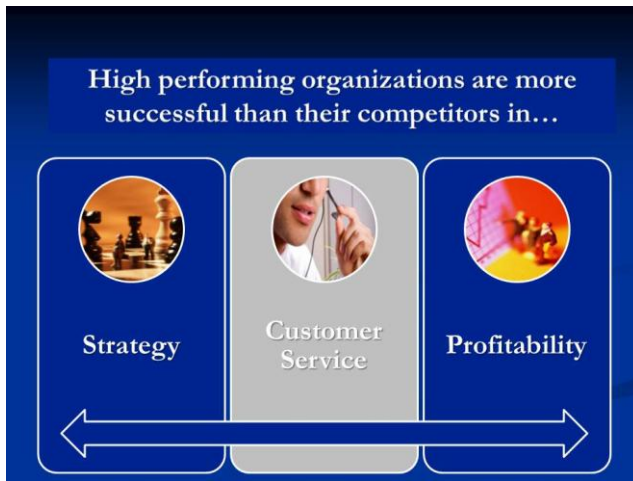 High performing organizations are more
successful than their competitors in…
Strategy
Customer
Service
Profitability